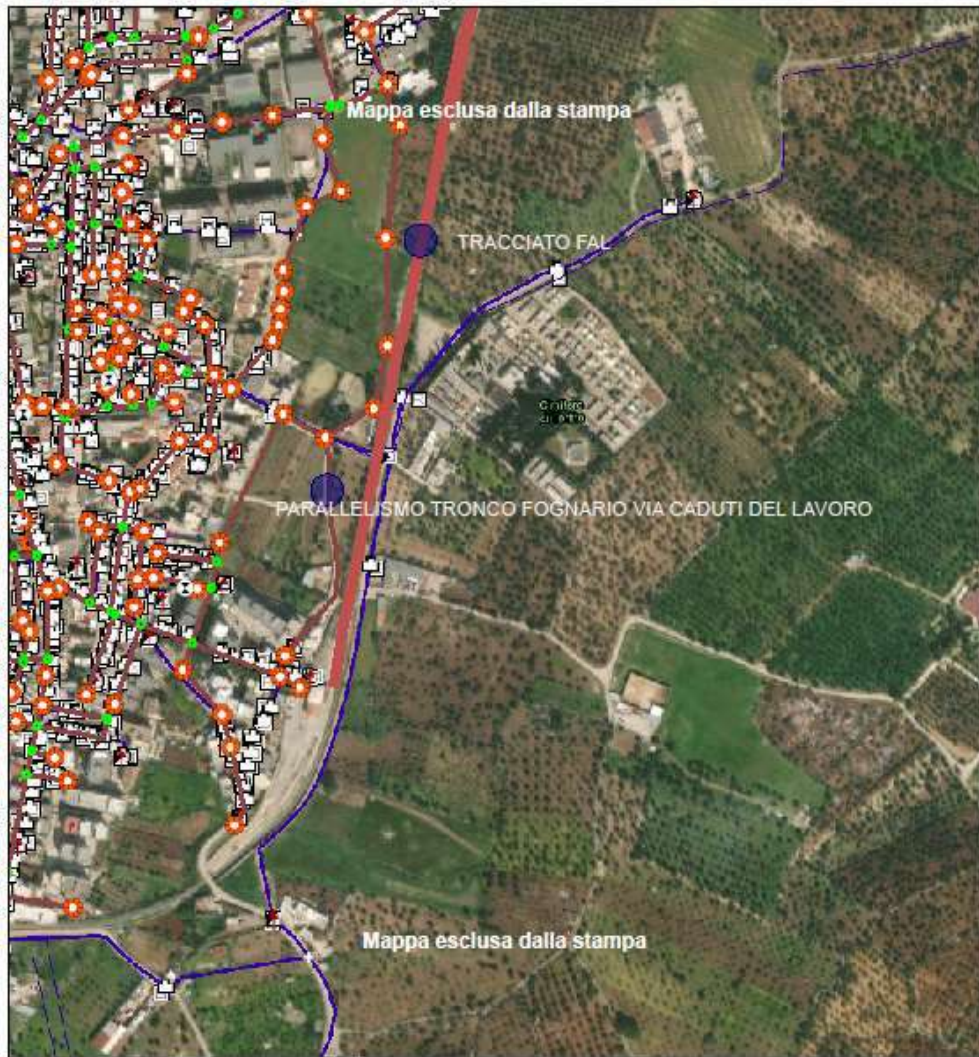 Mappa esclusa dalla stampa
TRACCIATO FAL
PARALLELISMO TRONCO FOGNARIO VIA CADUTI DEL LAVORO
Mappa esclusa dalla stampa